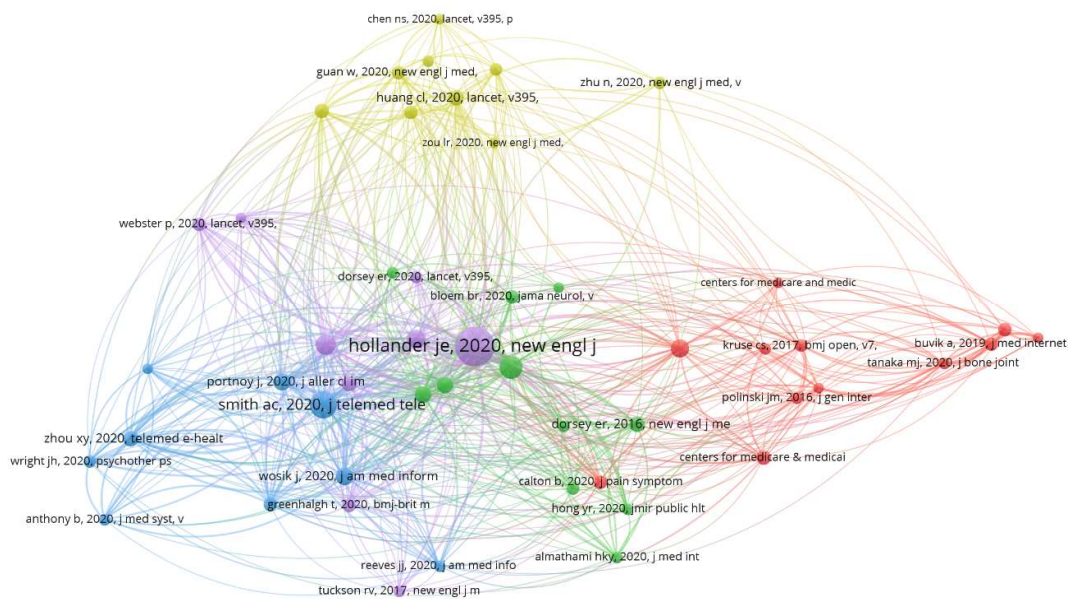 chen ns, 2020, lancet, v395, p
guan w, 2020, new engl j med,
zhu n, 2020, new engl j med, v
huang cl, 2020, lancet, v395,
zou lr, 2020, new engl j med,
webster p, 2020, lancet, v395,
dorsey er, 2020, lancet, v395,
centers for medicare and medic
bloem br, 2020, jama neurol, v
hollander je, 2020, new engl j
kruse cs, 2017, bmj open, v7,
buvik a, 2019, j med internet
tanaka mj, 2020, j bone joint
portnoy j, 2020, j aller cl im
polinski jm, 2016, j gen inter
smith ac, 2020, j telemed tele
dorsey er, 2016, new engl j me
zhou xy, 2020, telemed e-healt
centers for medicare & medicai
wright jh, 2020, psychother ps
wosik j, 2020, j am med inform
calton b, 2020, j pain symptom
greenhalgh t, 2020, bmj-brit m
hong yr, 2020, jmir public hlt
anthony b, 2020, j med syst, v
almathami hky, 2020, j med int
reeves jj, 2020, j am med info
tuckson rv, 2017, new engl j m